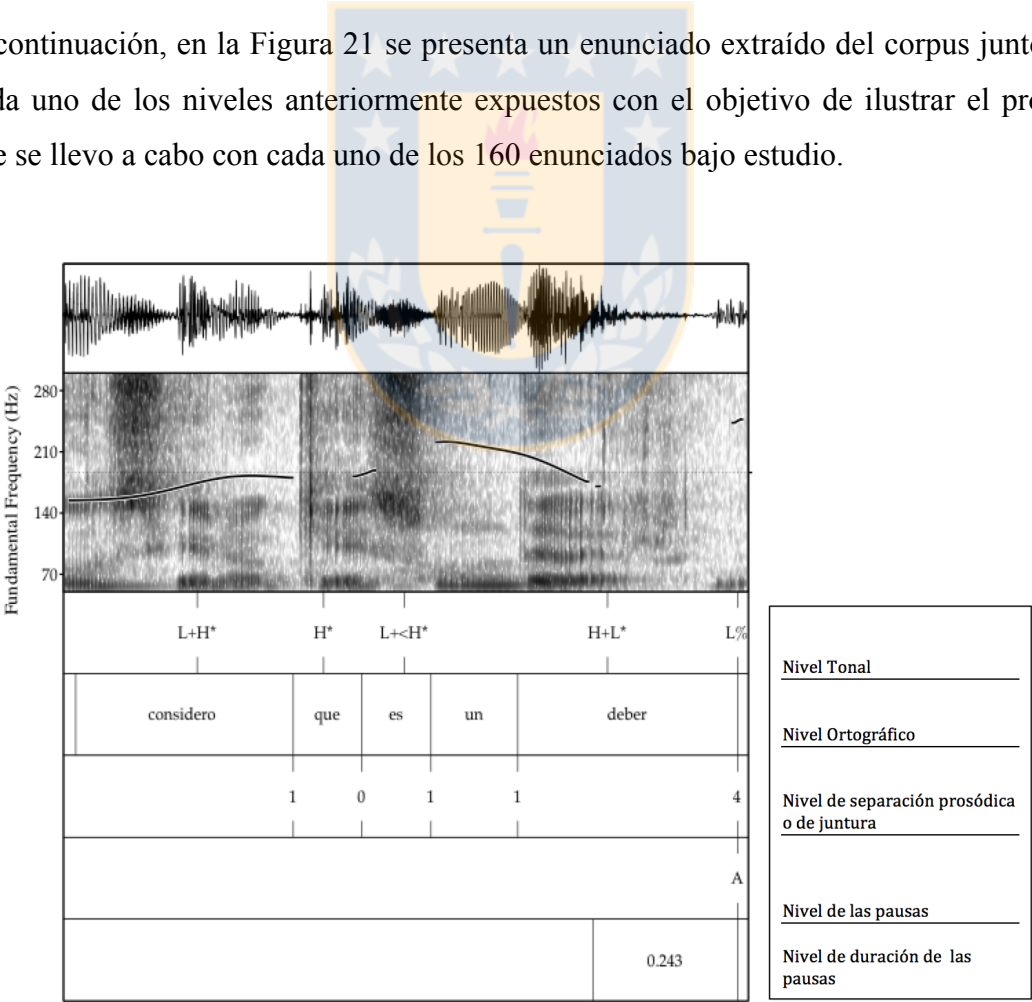 continuación, en la Figura 21 se presenta un enunciado extraído del corpus junto
da uno de los niveles anteriormente expuestos con el objetivo de ilustrar el pro
e se llevo a cabo con cada uno de los 160 enunciados bajo estudio.
Fundamental Frequency (Hz)
280
210
140
70
L+H* H* L+<H* H+L* L%
considero que es un deber
1 0 1 1 4
A
0.243
Nivel Tonal
Nivel Ortográfico
Nivel de separación prosódica
o de juntura
Nivel de las pausas
Nivel de duración de las
pausas